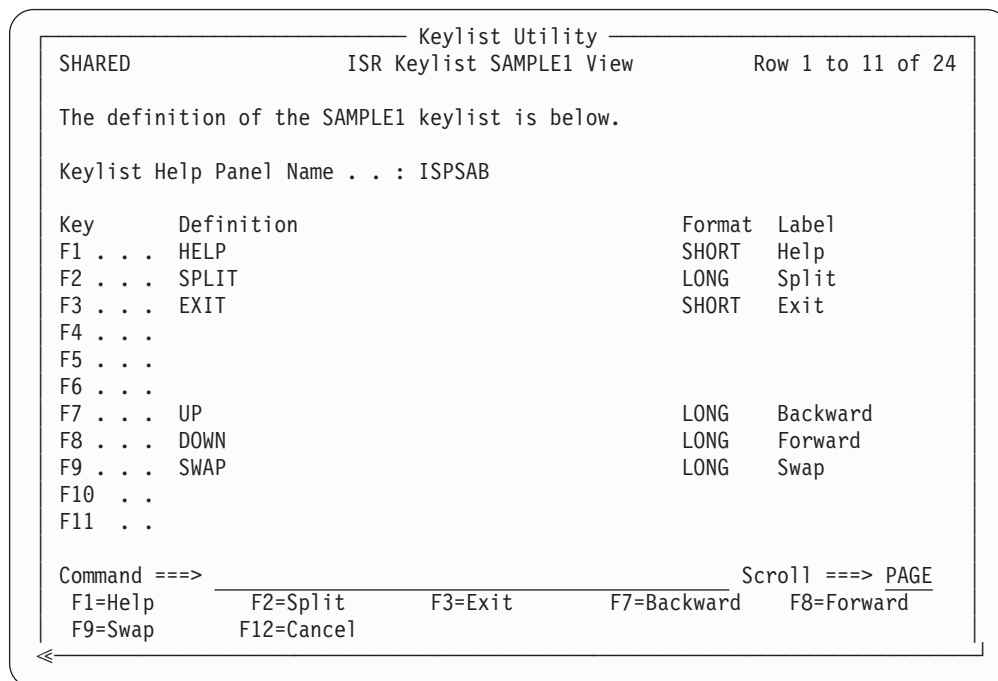 Keylist Utility
SHARED ISR Keylist SAMPLE1 View Row 1 to 11 of 24
The definition of the SAMPLE1 keylist is below.
Keylist Help Panel Name . . : ISPSAB
Key Definition Format Label
F1 . . . HELP SHORT Help
F2 . . . SPLIT LONG Split
F3 . . . EXIT SHORT Exit
F4 . . .
F5 . . .
F6 . . .
F7 . . . UP LONG Backward
F8 . . . DOWN LONG Forward
F9 . . . SWAP LONG Swap
F10 . .
F11 . .
Command ===> Scroll ===> PAGE
F1=Help F2=Split F3=Exit F7=Backward F8=Forward
F9=Swap F12=Cancel